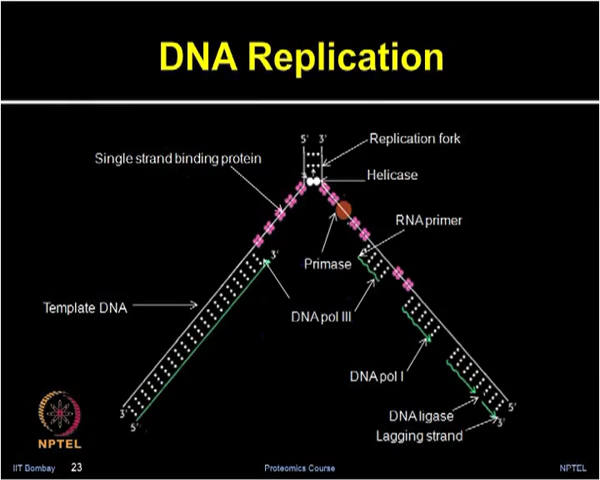 DNA Replication
5' 3'
Replication fork
Single strand binding protein
Helicase
RNA primer
Primase
3'
Template DNA
DNA pol III
DNA pol I
3'
5'
5'
DNA ligase
3'
Lagging strand
NPTEL
IIT Bombay 23 Proteomics Course NPTEL